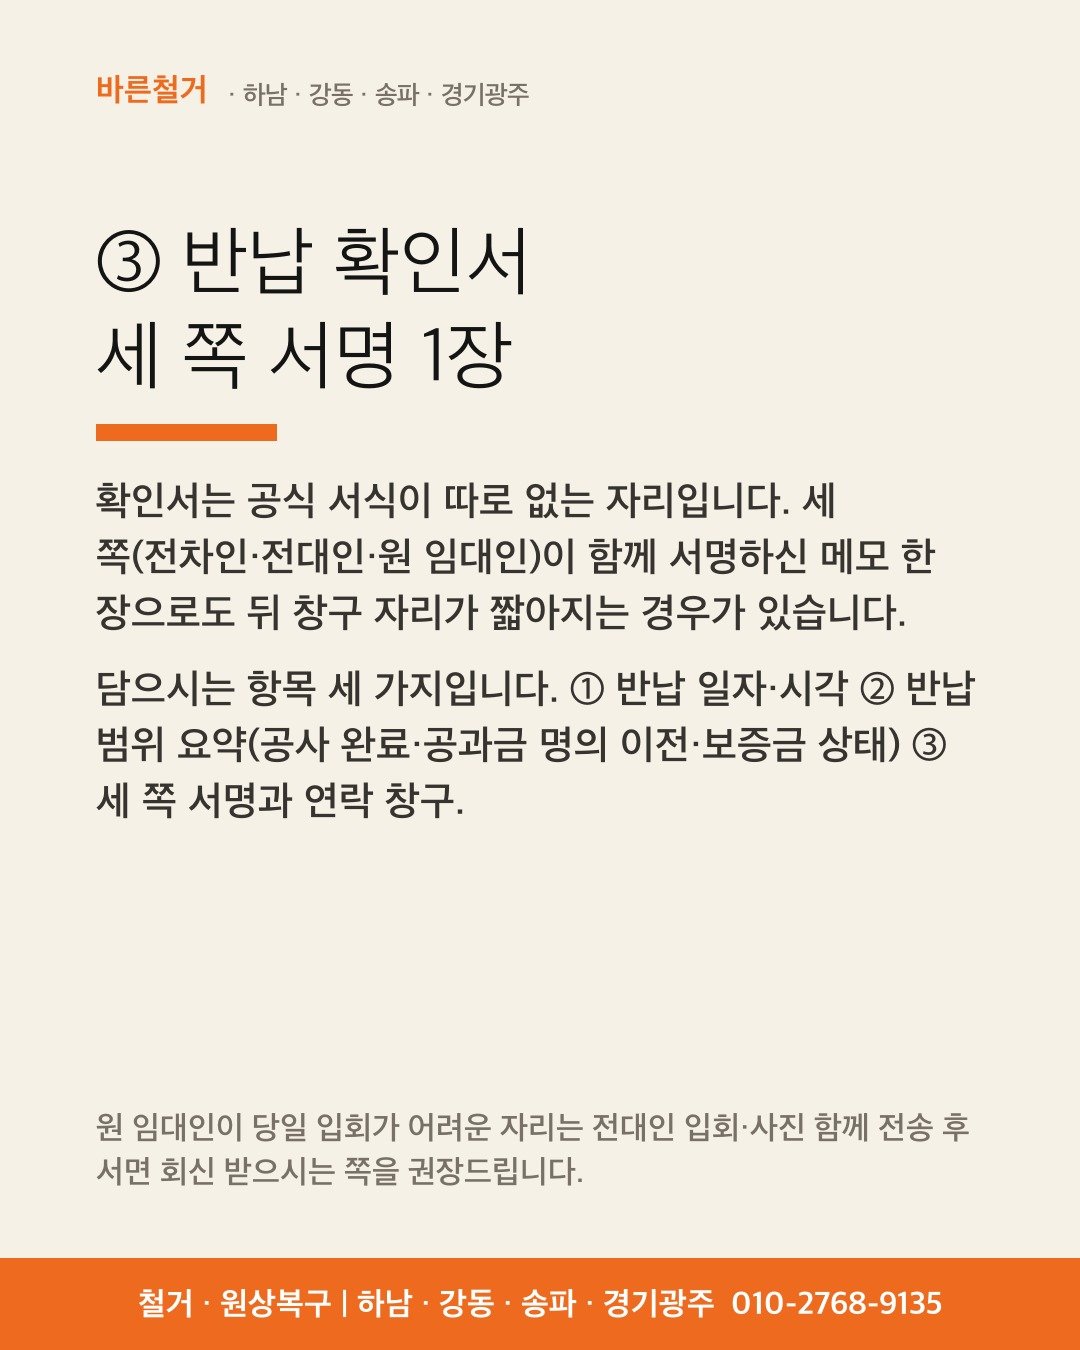 바른철거 · 하남 · 강동 · 송파 · 경기광주
③ 반납 확인서
세 쪽 서명 1장
확인서는 공식 서식이 따로 없는 자리입니다. 세
쪽(전차인·전대인·원 임대인)이 함께 서명하신 메모 한
장으로도 뒤 창구 자리가 짧아지는 경우가 있습니다.
담으시는 항목 세 가지입니다. ① 반납 일자·시각 ② 반납
범위 요약(공사 완료·공과금 명의 이전·보증금 상태) ③
세 쪽 서명과 연락 창구.
원 임대인이 당일 입회가 어려운 자리는 전대인 입회·사진 함께 전송 후
서면 회신 받으시는 쪽을 권장드립니다.
철거 · 원상복구 | 하남 · 강동 · 송파 · 경기광주 010-2768-9135